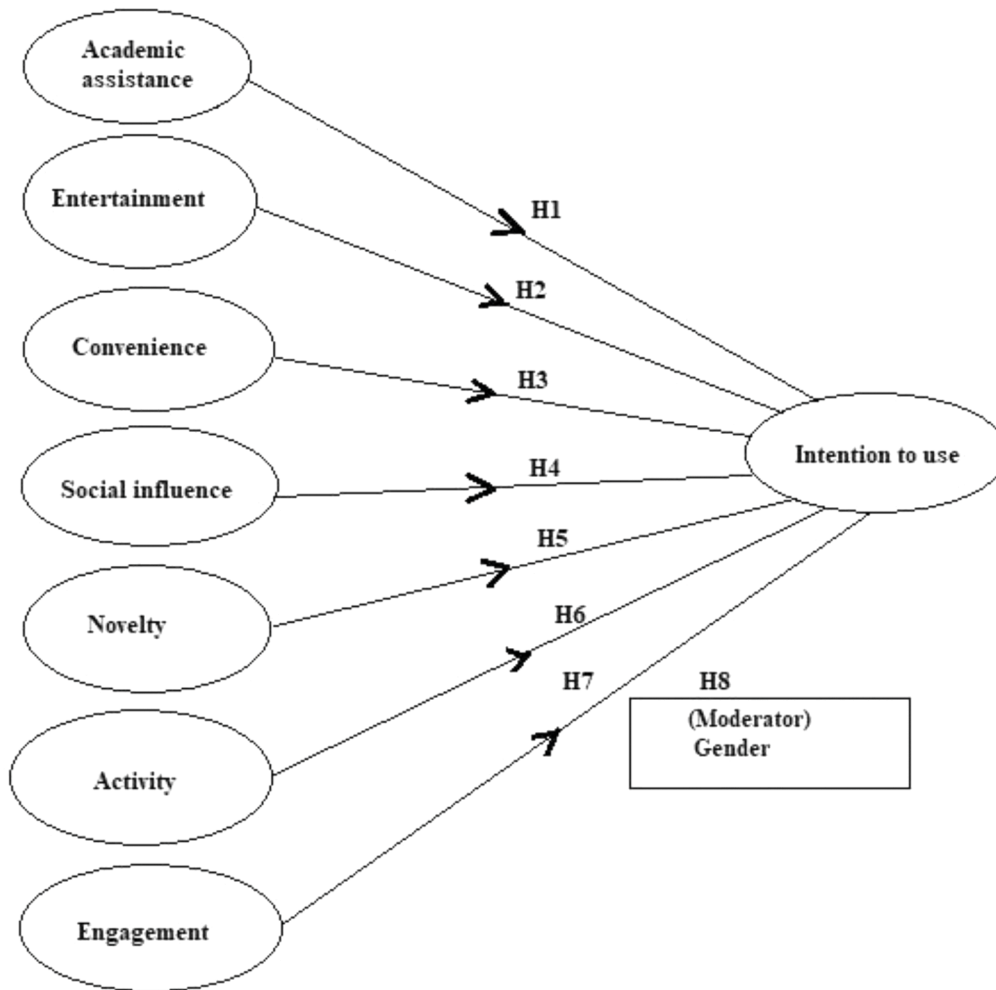 Academic
assistance
H1
Entertainment
H2
Convenience
H3
Intention to use
Social influence
H4
H5
Novelty
H6
H7
H8
(Moderator)
Gender
Activity
Engagement